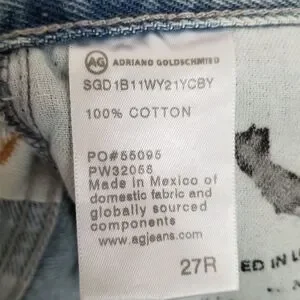 AG ADRIANO GOLDSCHMIED
SGD1B11WY21YCBY
100% COTTON
PO#55095
PW32058
Made in Mexico of
domestic fabric and
globally sourced
components
www.agjeans.com
27R
ED IN L